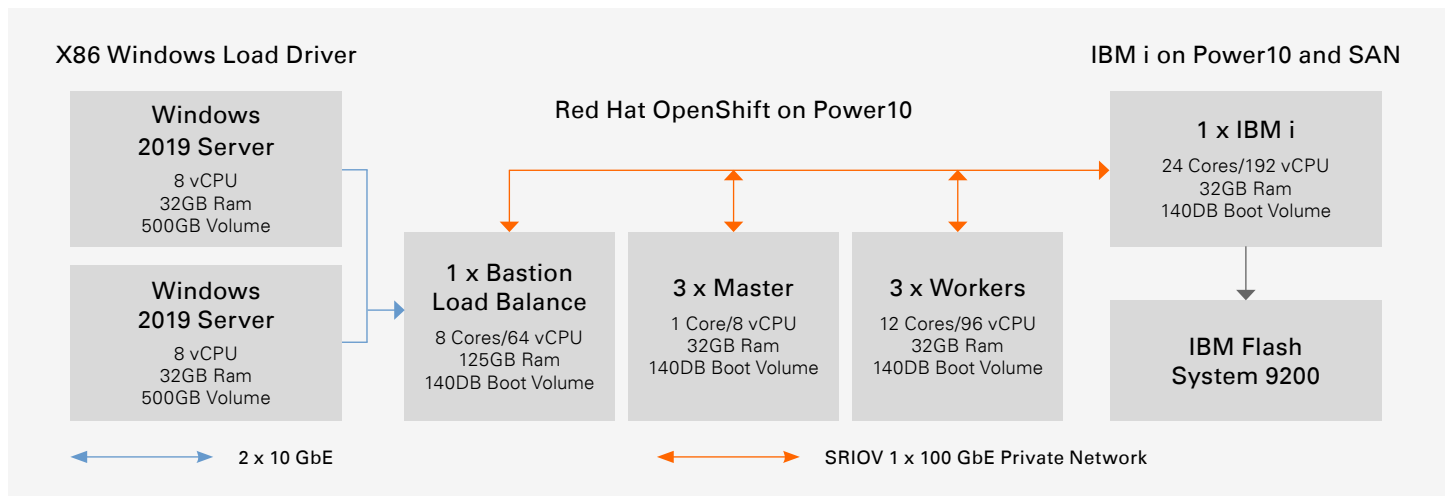 X86 Windows Load Driver
Windows
2019 Server
8 vCPU
32GB Ram
500GB Volume
Windows
2019 Server
8 vCPU
32GB Ram
500GB Volume
Red Hat OpenShift on Power10
1 x Bastion
Load Balance
8 Cores/64 vCPU
125GB Ram
140DB Boot Volume
3 x Master
1 Core/8 vCPU
32GB Ram
140DB Boot Volume
3 x Workers
12 Cores/96 vCPU
32GB Ram
140DB Boot Volume
IBM i on Power10 and SAN
1 x IBM i
24 Cores/192 vCPU
32GB Ram
140DB Boot Volume
IBM Flash
System 9200
2 x 10 GbE
SRIOV 1 x 100 GbE Private Network